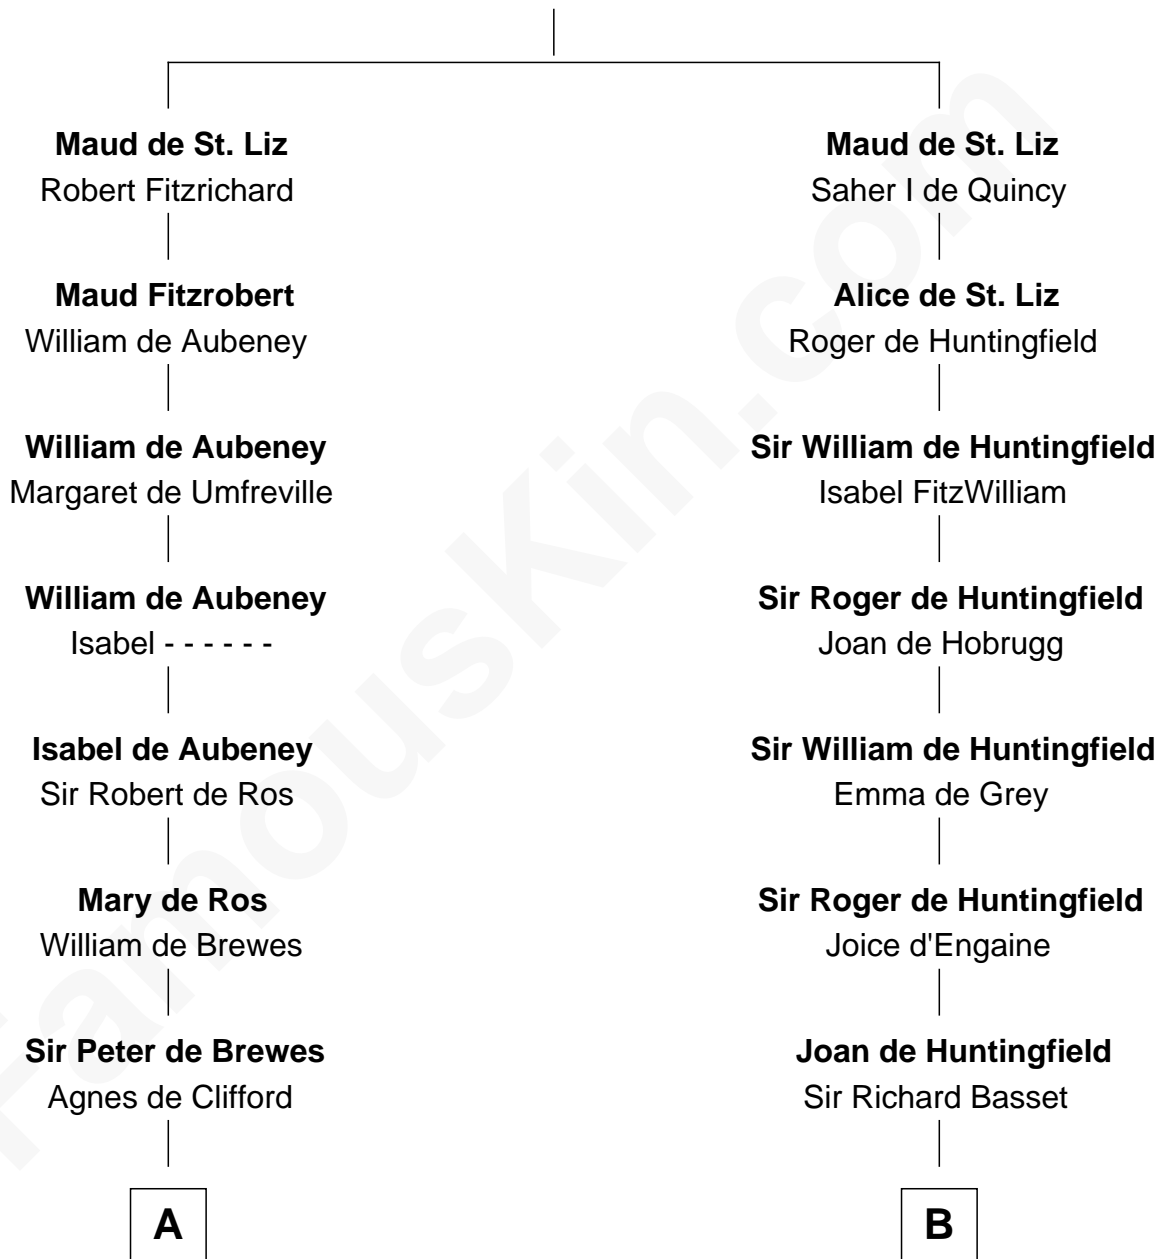 Maud de St. Liz
Robert Fitzrichard
Maud Fitzrobert
William de Aubeney
William de Aubeney
Margaret de Umfreville
William de Aubeney
Isabel - - - - - -
Isabel de Aubeney
Sir Robert de Ros
Mary de Ros
William de Brewes
Sir Peter de Brewes
Agnes de Clifford
A
Maud de St. Liz
Saher I de Quincy
Alice de St. Liz
Roger de Huntingfield
Sir William de Huntingfield
Isabel FitzWilliam
Sir Roger de Huntingfield
Joan de Hobrugg
Sir William de Huntingfield
Emma de Grey
Sir Roger de Huntingfield
Joice d'Engaine
Joan de Huntingfield
Sir Richard Basset
B
FamousKin.com